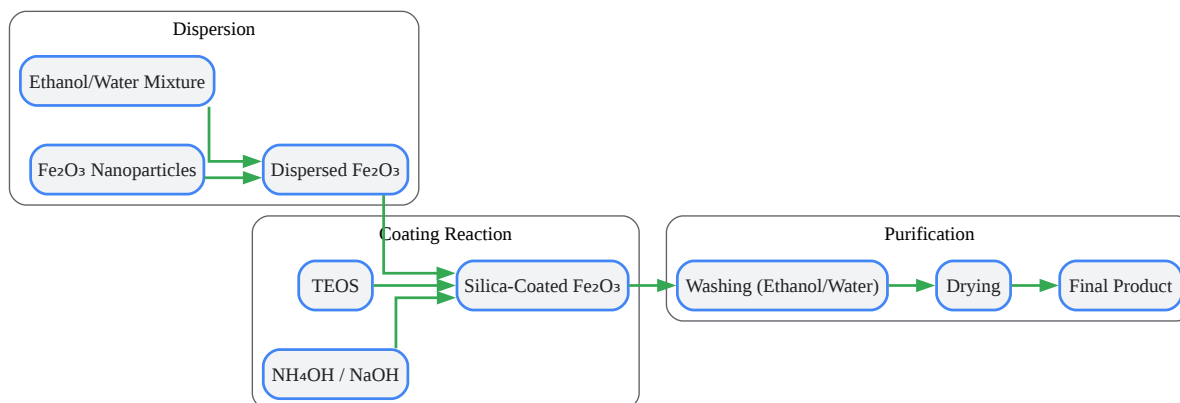 Dispersion
Ethanol/Water Mixture
Fe₂O₃ Nanoparticles
Dispersed Fe₂O₃
Coating Reaction
TEOS
Silica-Coated Fe₂O₃
NH₄OH / NaOH
Purification
Washing (Ethanol/Water)
Drying
Final Product